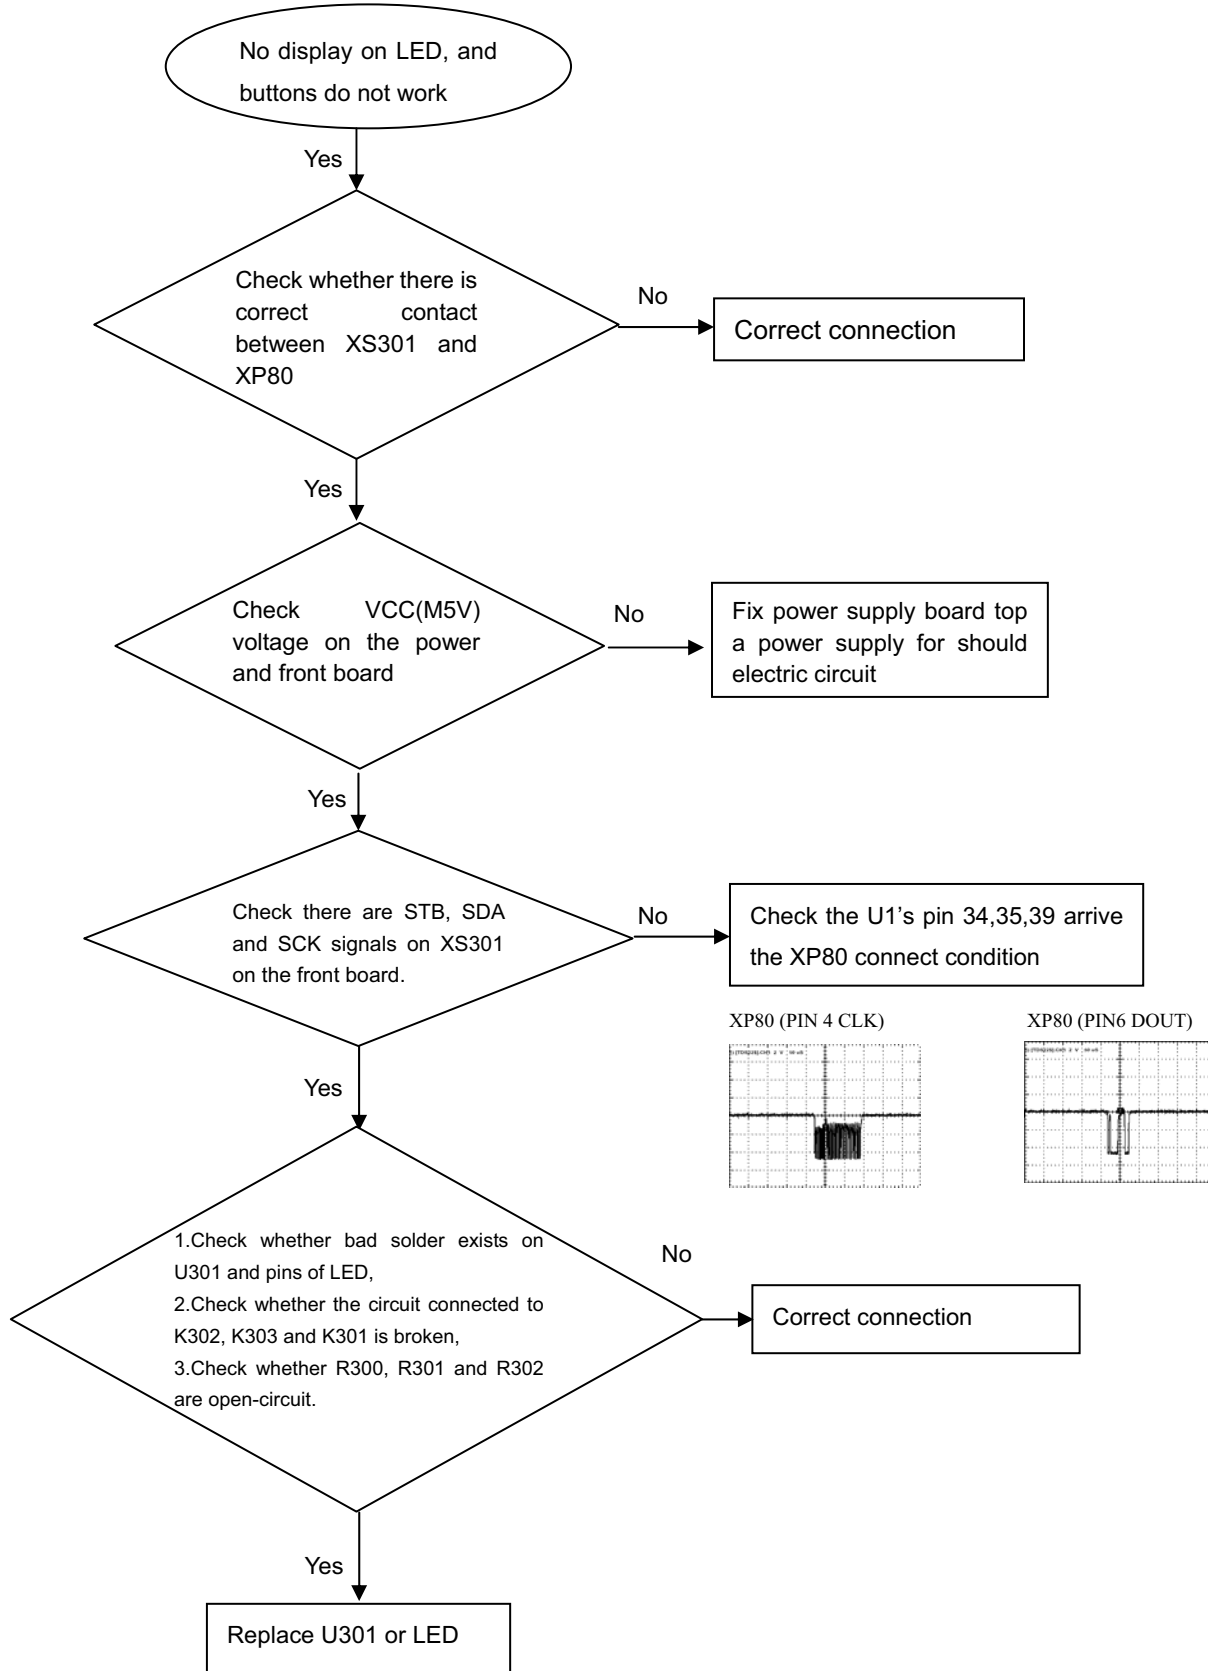 No display on LED, and
buttons do not work
Yes
Check whether there is
correct contact
between XS301 and
XP80
No
Correct connection
Yes
Check VCC(M5V)
voltage on the power
and front board
No
Fix power supply board top
a power supply for should
electric circuit
Yes
Check there are STB, SDA
and SCK signals on XS301
on the front board.
No
Check the U1’s pin 34,35,39 arrive
the XP80 connect condition
XP80 (PIN 4 CLK)
XP80 (PIN6 DOUT)
Yes
1.Check whether bad solder exists on
U301 and pins of LED,
2.Check whether the circuit connected to
K302, K303 and K301 is broken,
3.Check whether R300, R301 and R302
are open-circuit.
No
Correct connection
Yes
Replace U301 or LED